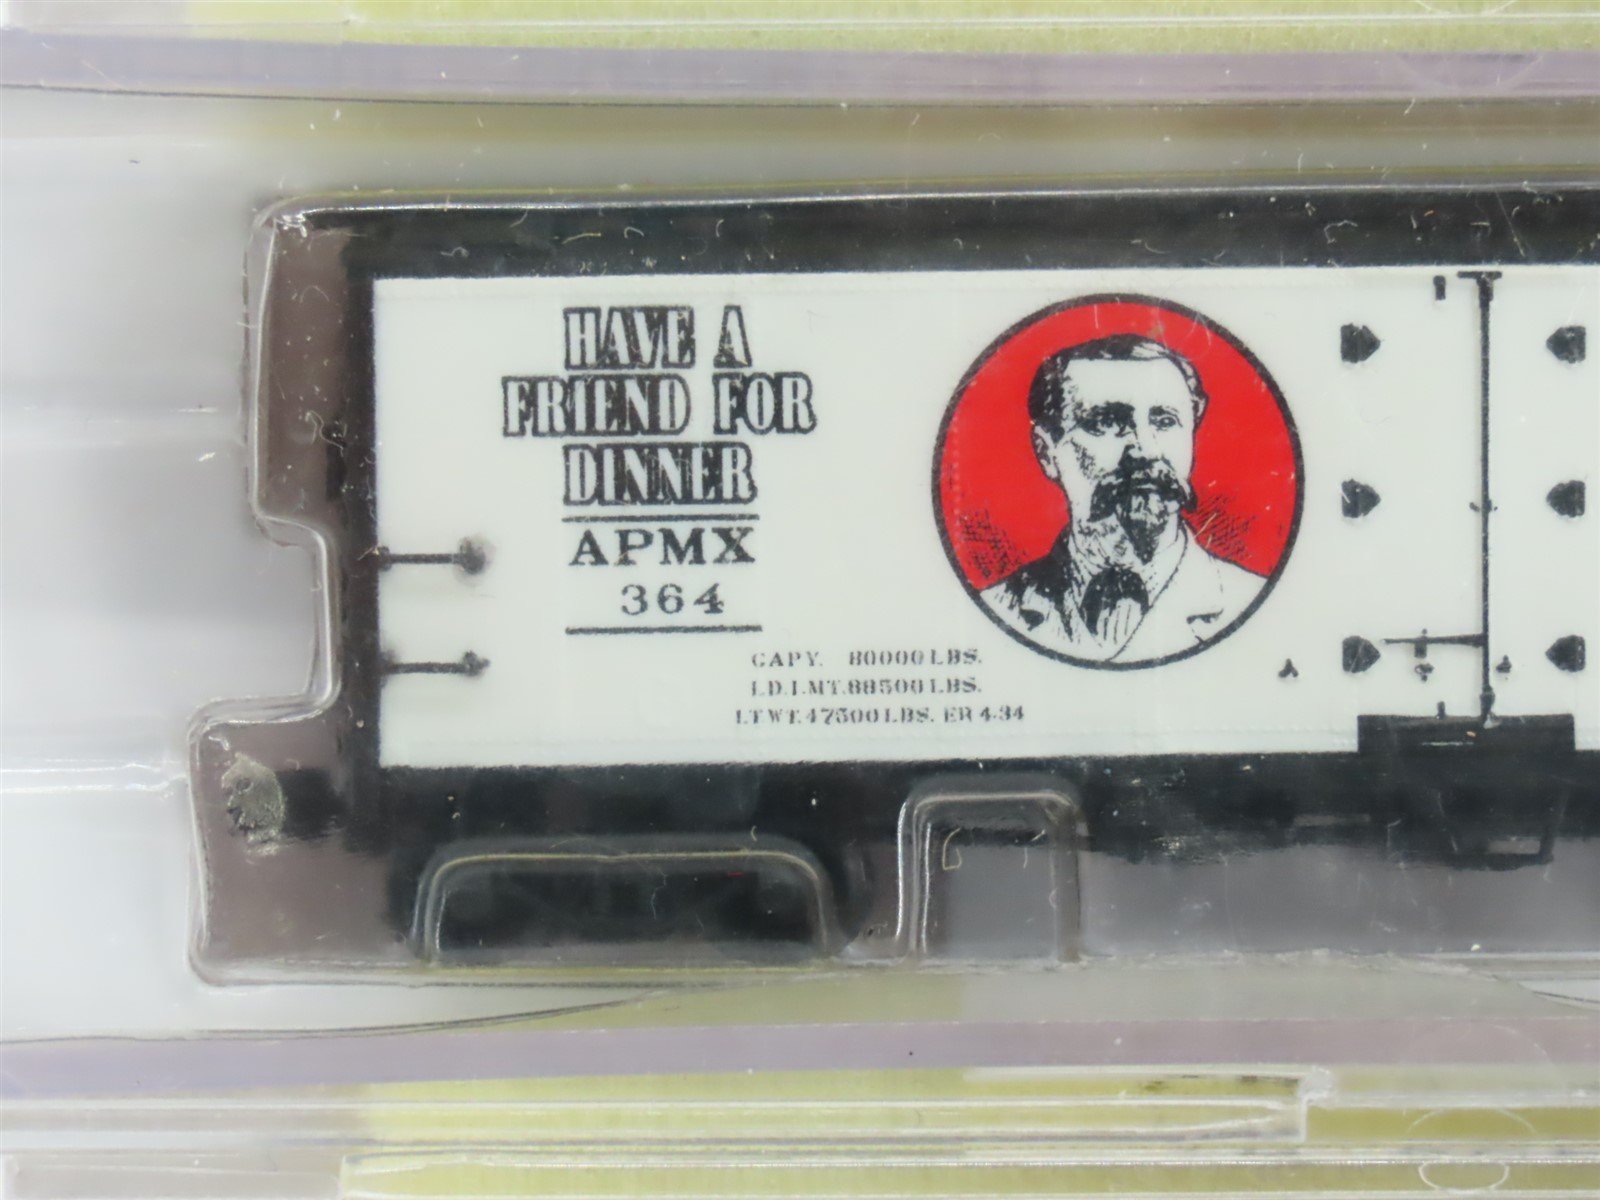 HAVE A
FRIEND FOR
DINNER
APMX
364
CAPY. 80000 LBS.
LD.LMT. 88500 LBS.
LT WT. 47500 LBS. ER 4-34